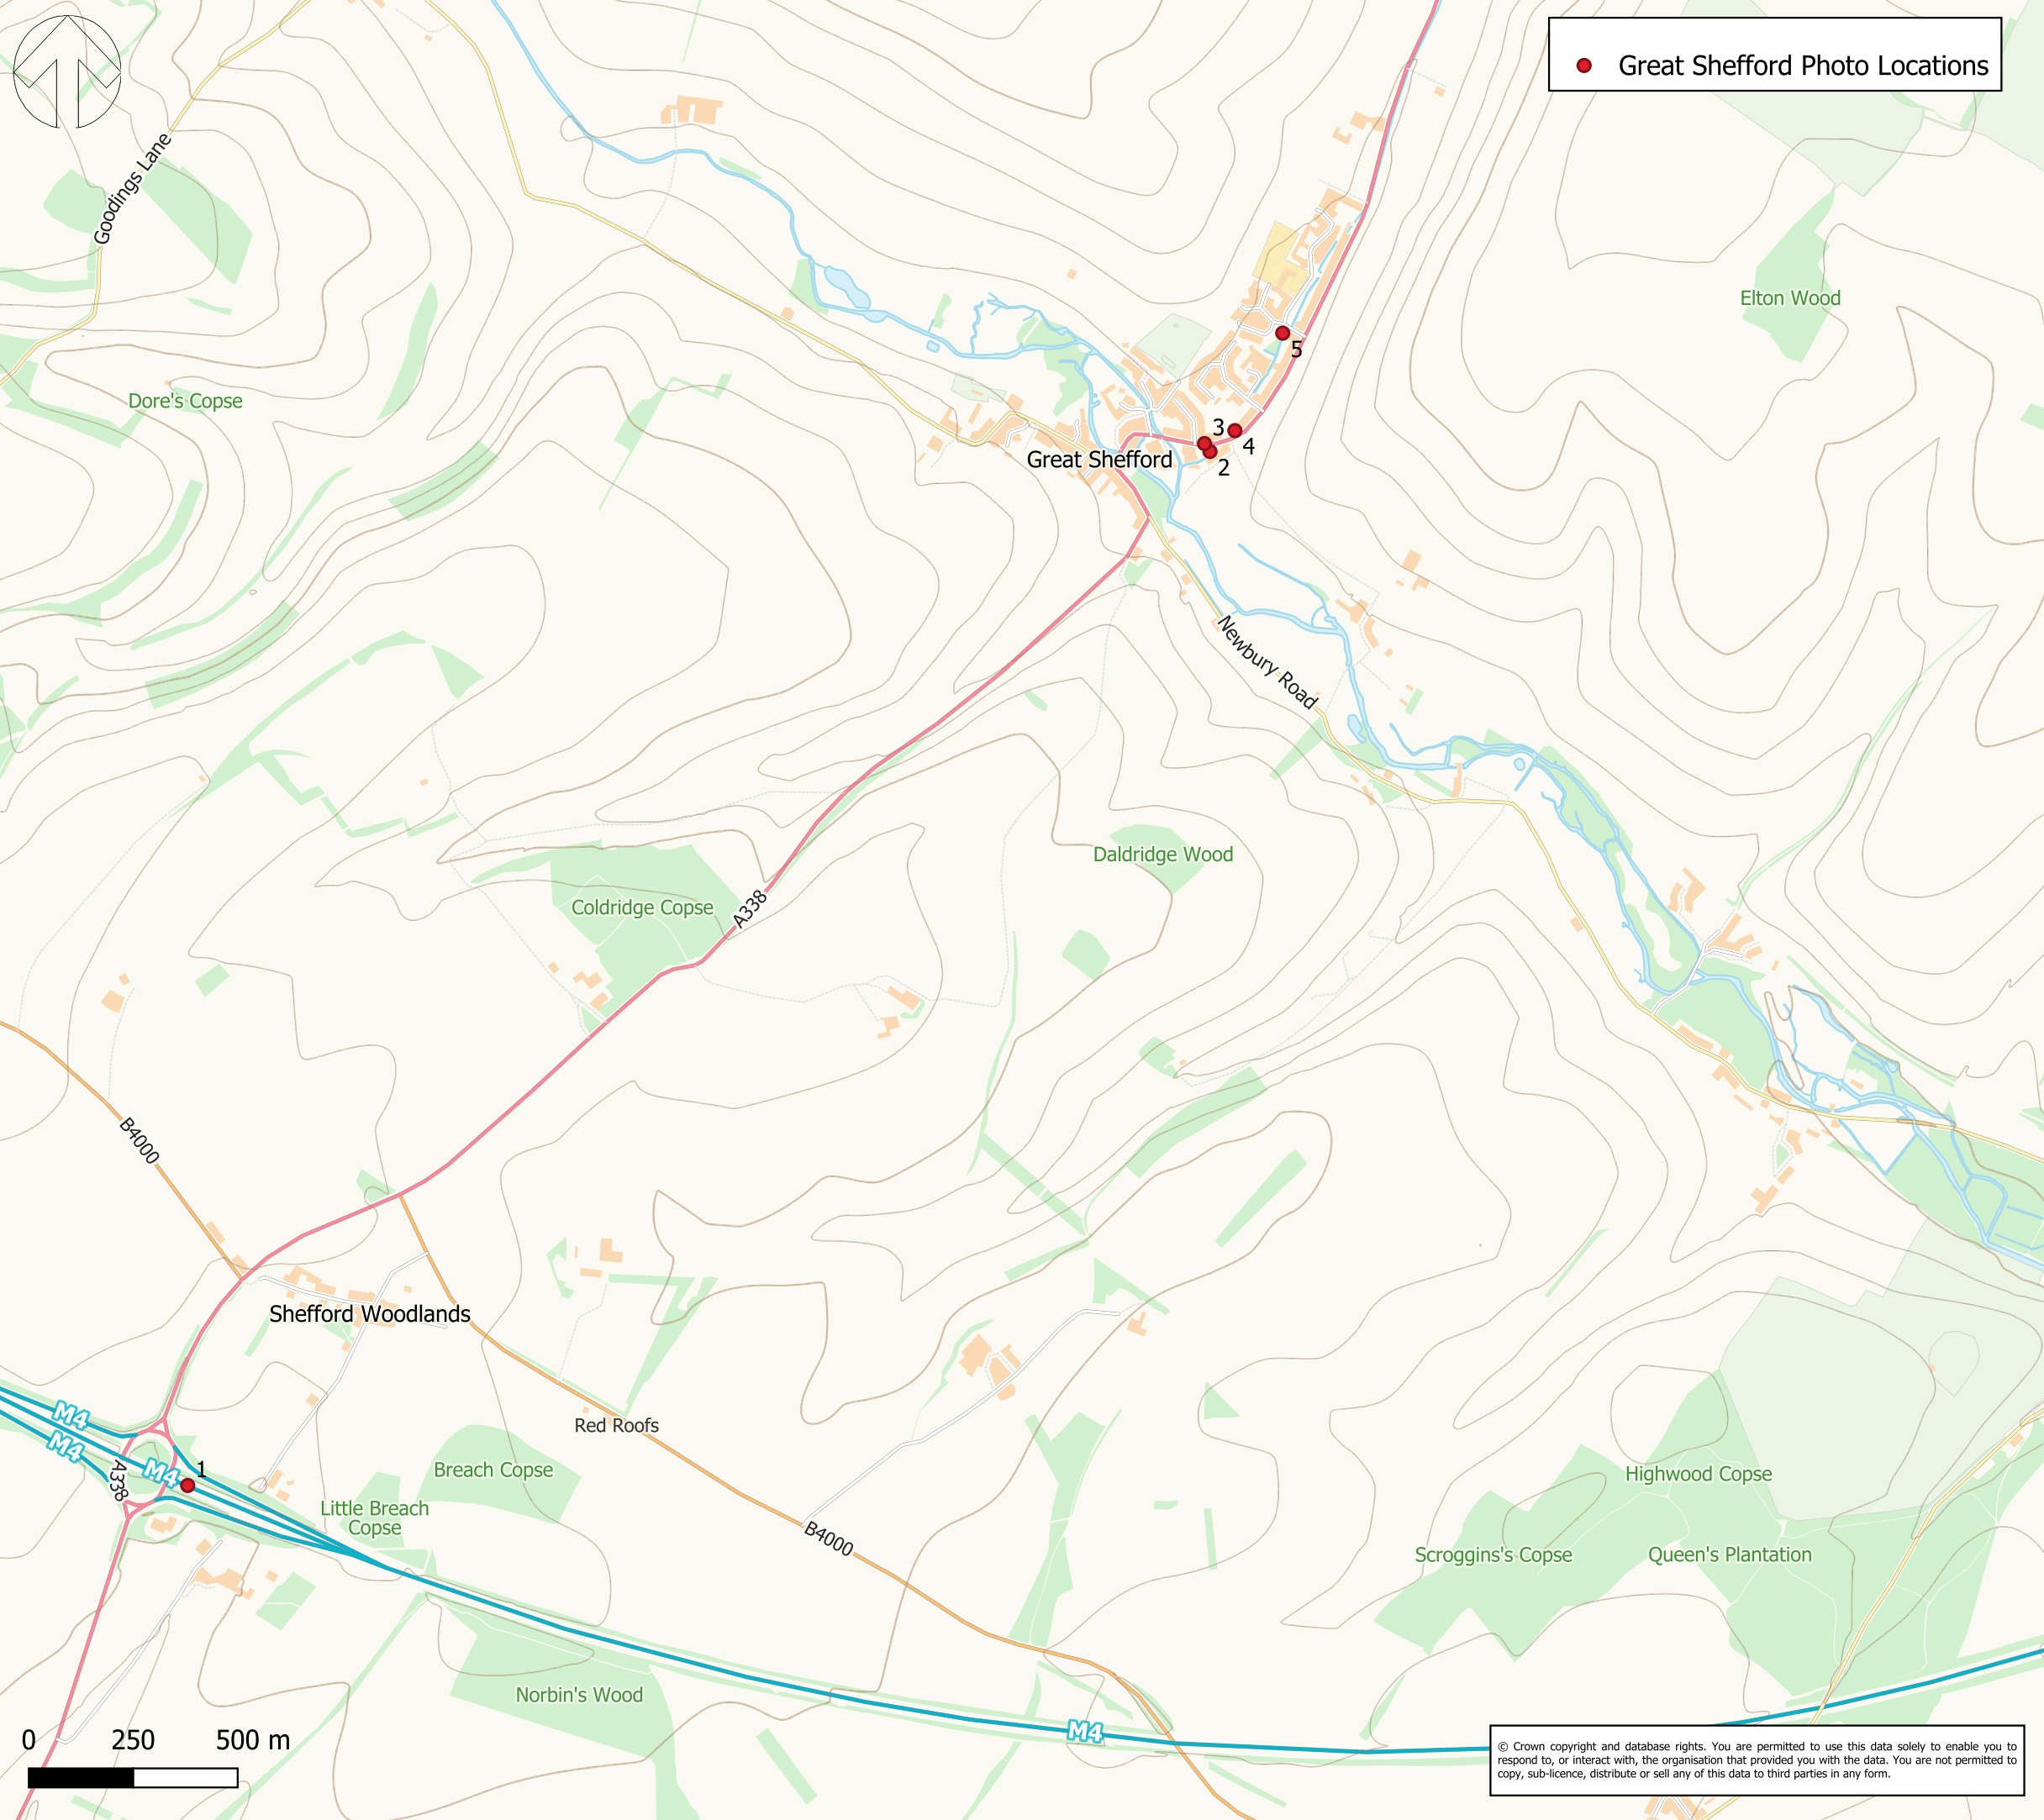 Great Shefford Photo Locations
Goodings Lane
Elton Wood
5
Dore's Copse
3
4
Great Shefford
2
Newbury Road
Daldridge Wood
Coldridge Copse
A338
B4000
Shefford Woodlands
M4
Red Roofs
M4
M4
1
A338
Breach Copse
Highwood Copse
Little Breach
Copse
B4000
Scroggins's Copse
Queen's Plantation
Norbin's Wood
M4
0 250 500 m
© Crown copyright and database rights. You are permitted to use this data solely to enable you to
respond to, or interact with, the organisation that provided you with the data. You are not permitted to
copy, sub-licence, distribute or sell any of this data to third parties in any form.